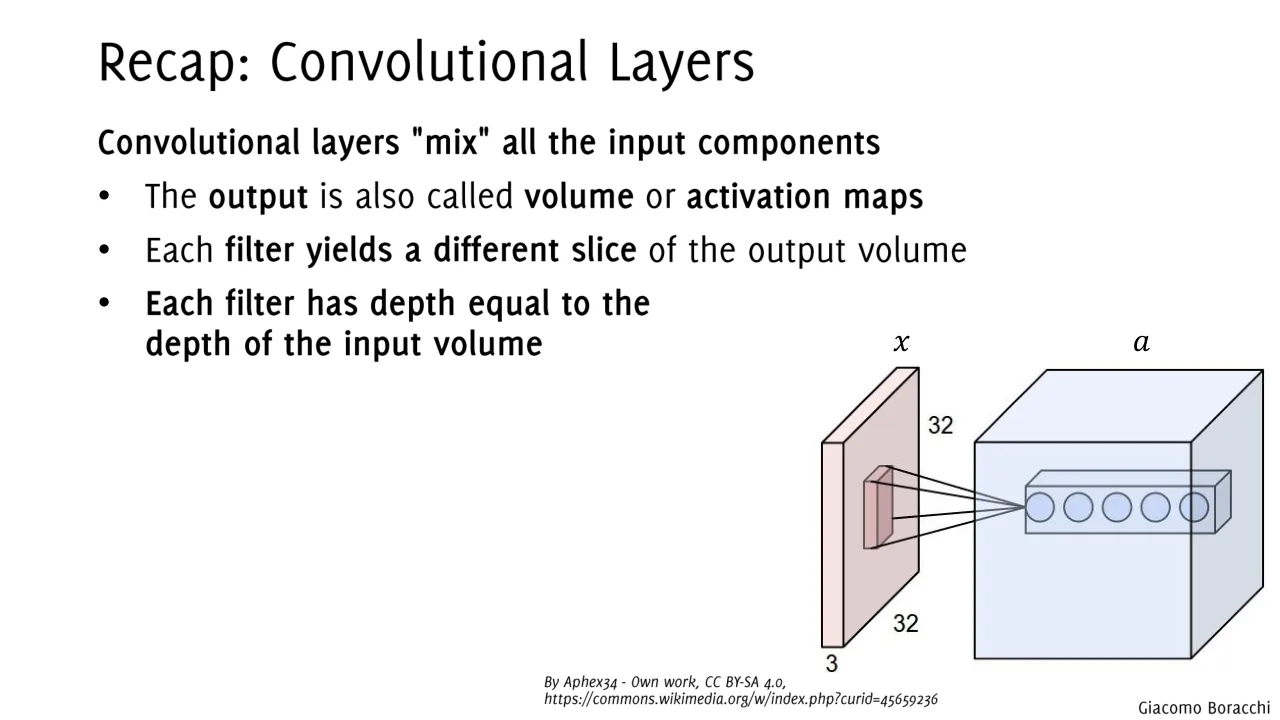 Recap: Convolutional Layers
Convolutional layers "mix" all the input components
• The output is also called volume or activation maps
• Each filter yields a different slice of the output volume
• Each filter has depth equal to the
depth of the input volume
x
a
32
32
3
By Aphex34 - Own work, CC BY-SA 4.0,
https://commons.wikimedia.org/w/index.php?curid=45659236
Giacomo Boracchi